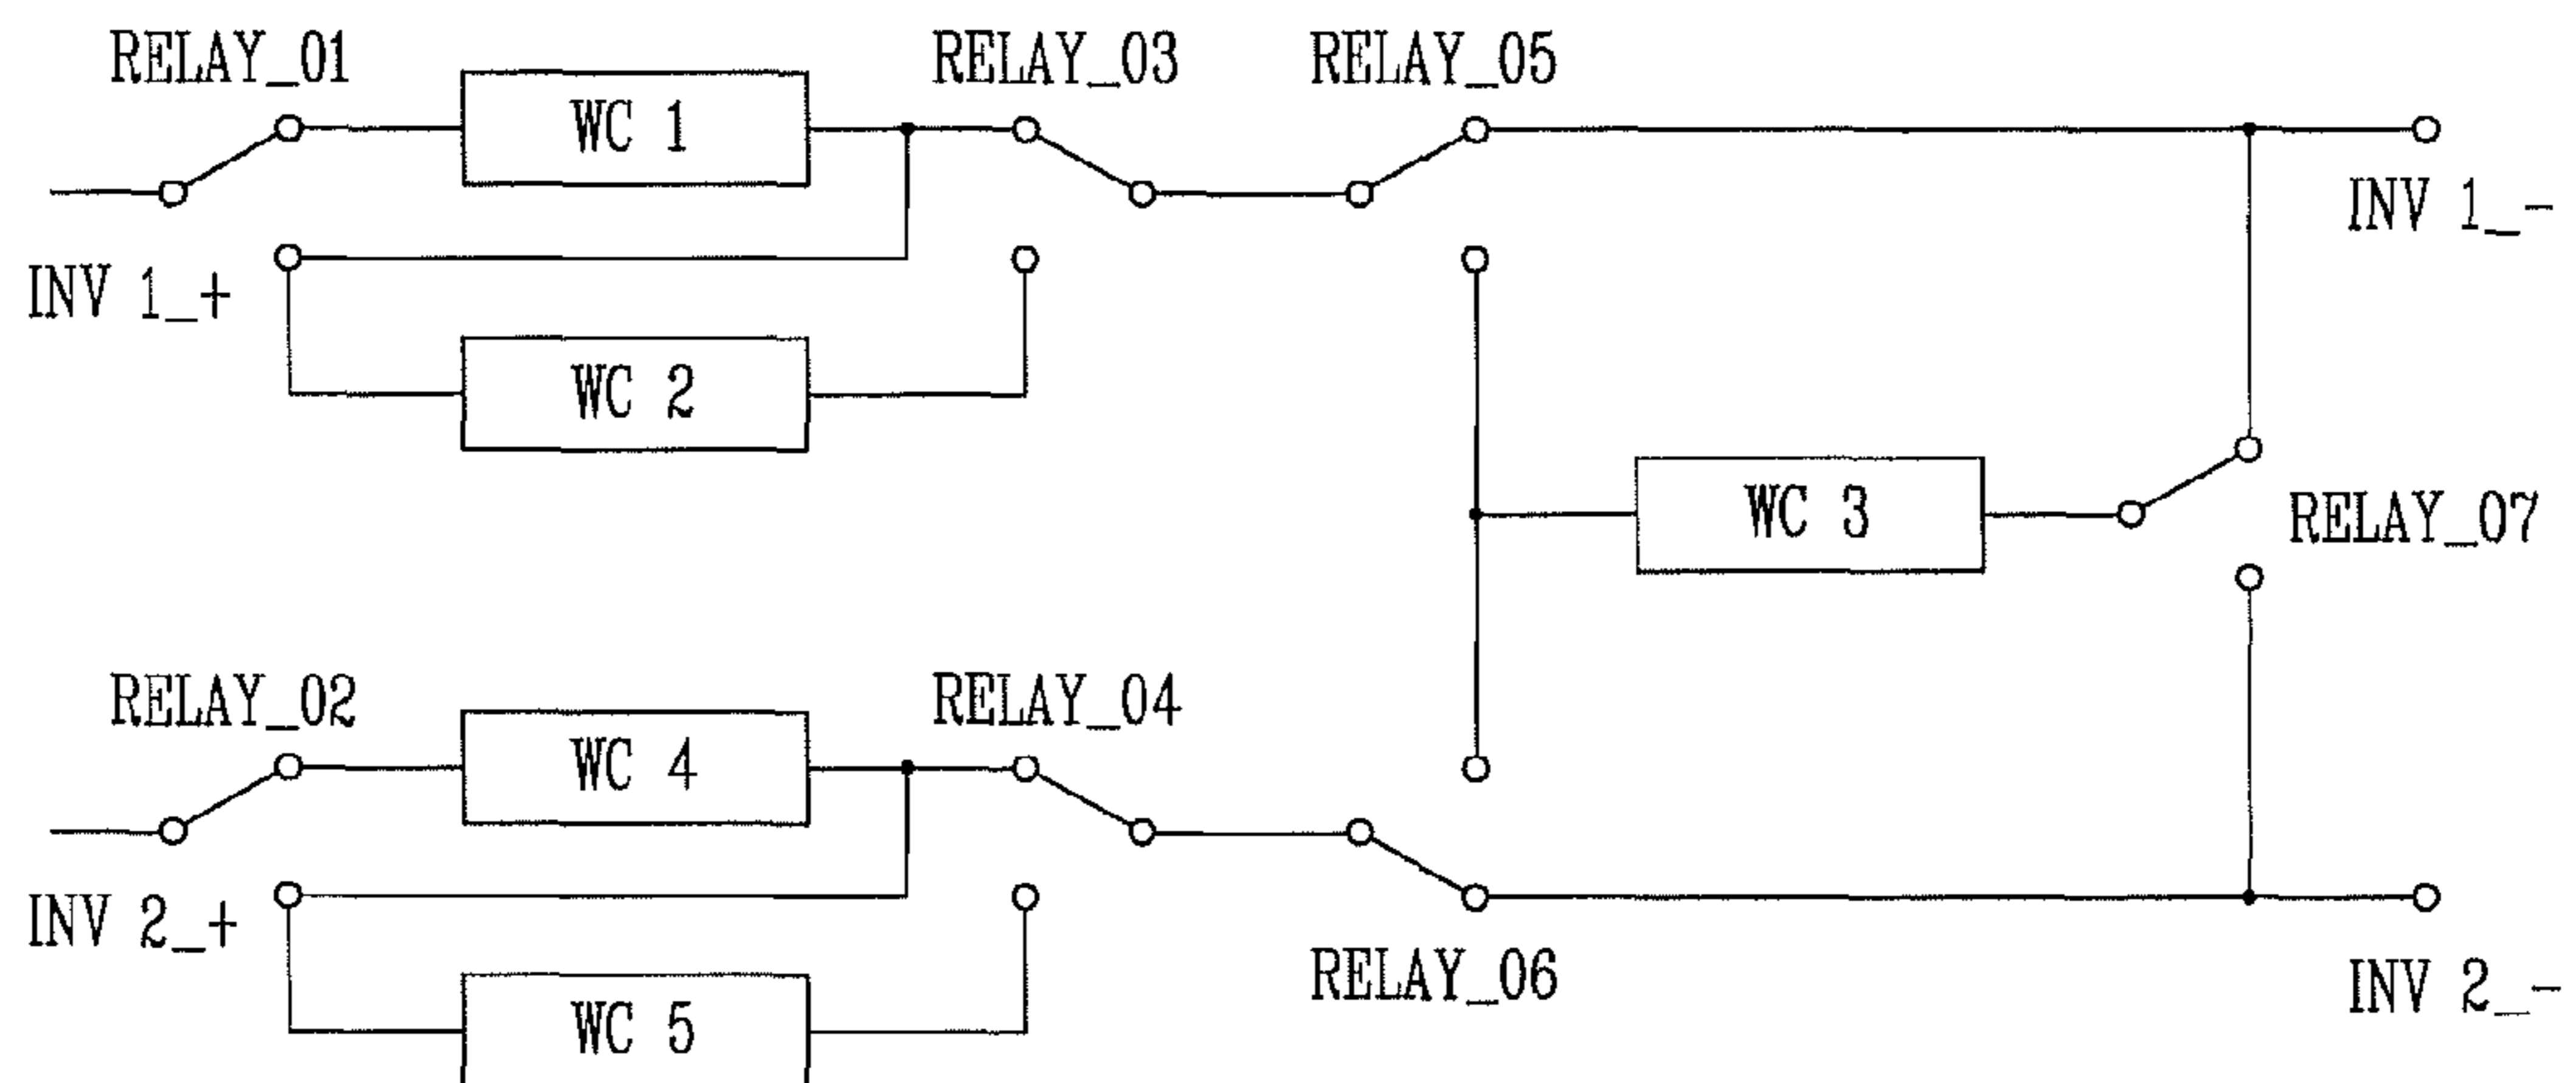 RELAY_01
RELAY_03
RELAY_05
WC 1
INV 1_-
INV 1_+
WC 2
WC 3
RELAY_07
RELAY_02
RELAY_04
WC 4
INV 2_+
RELAY_06
INV 2_-
WC 5